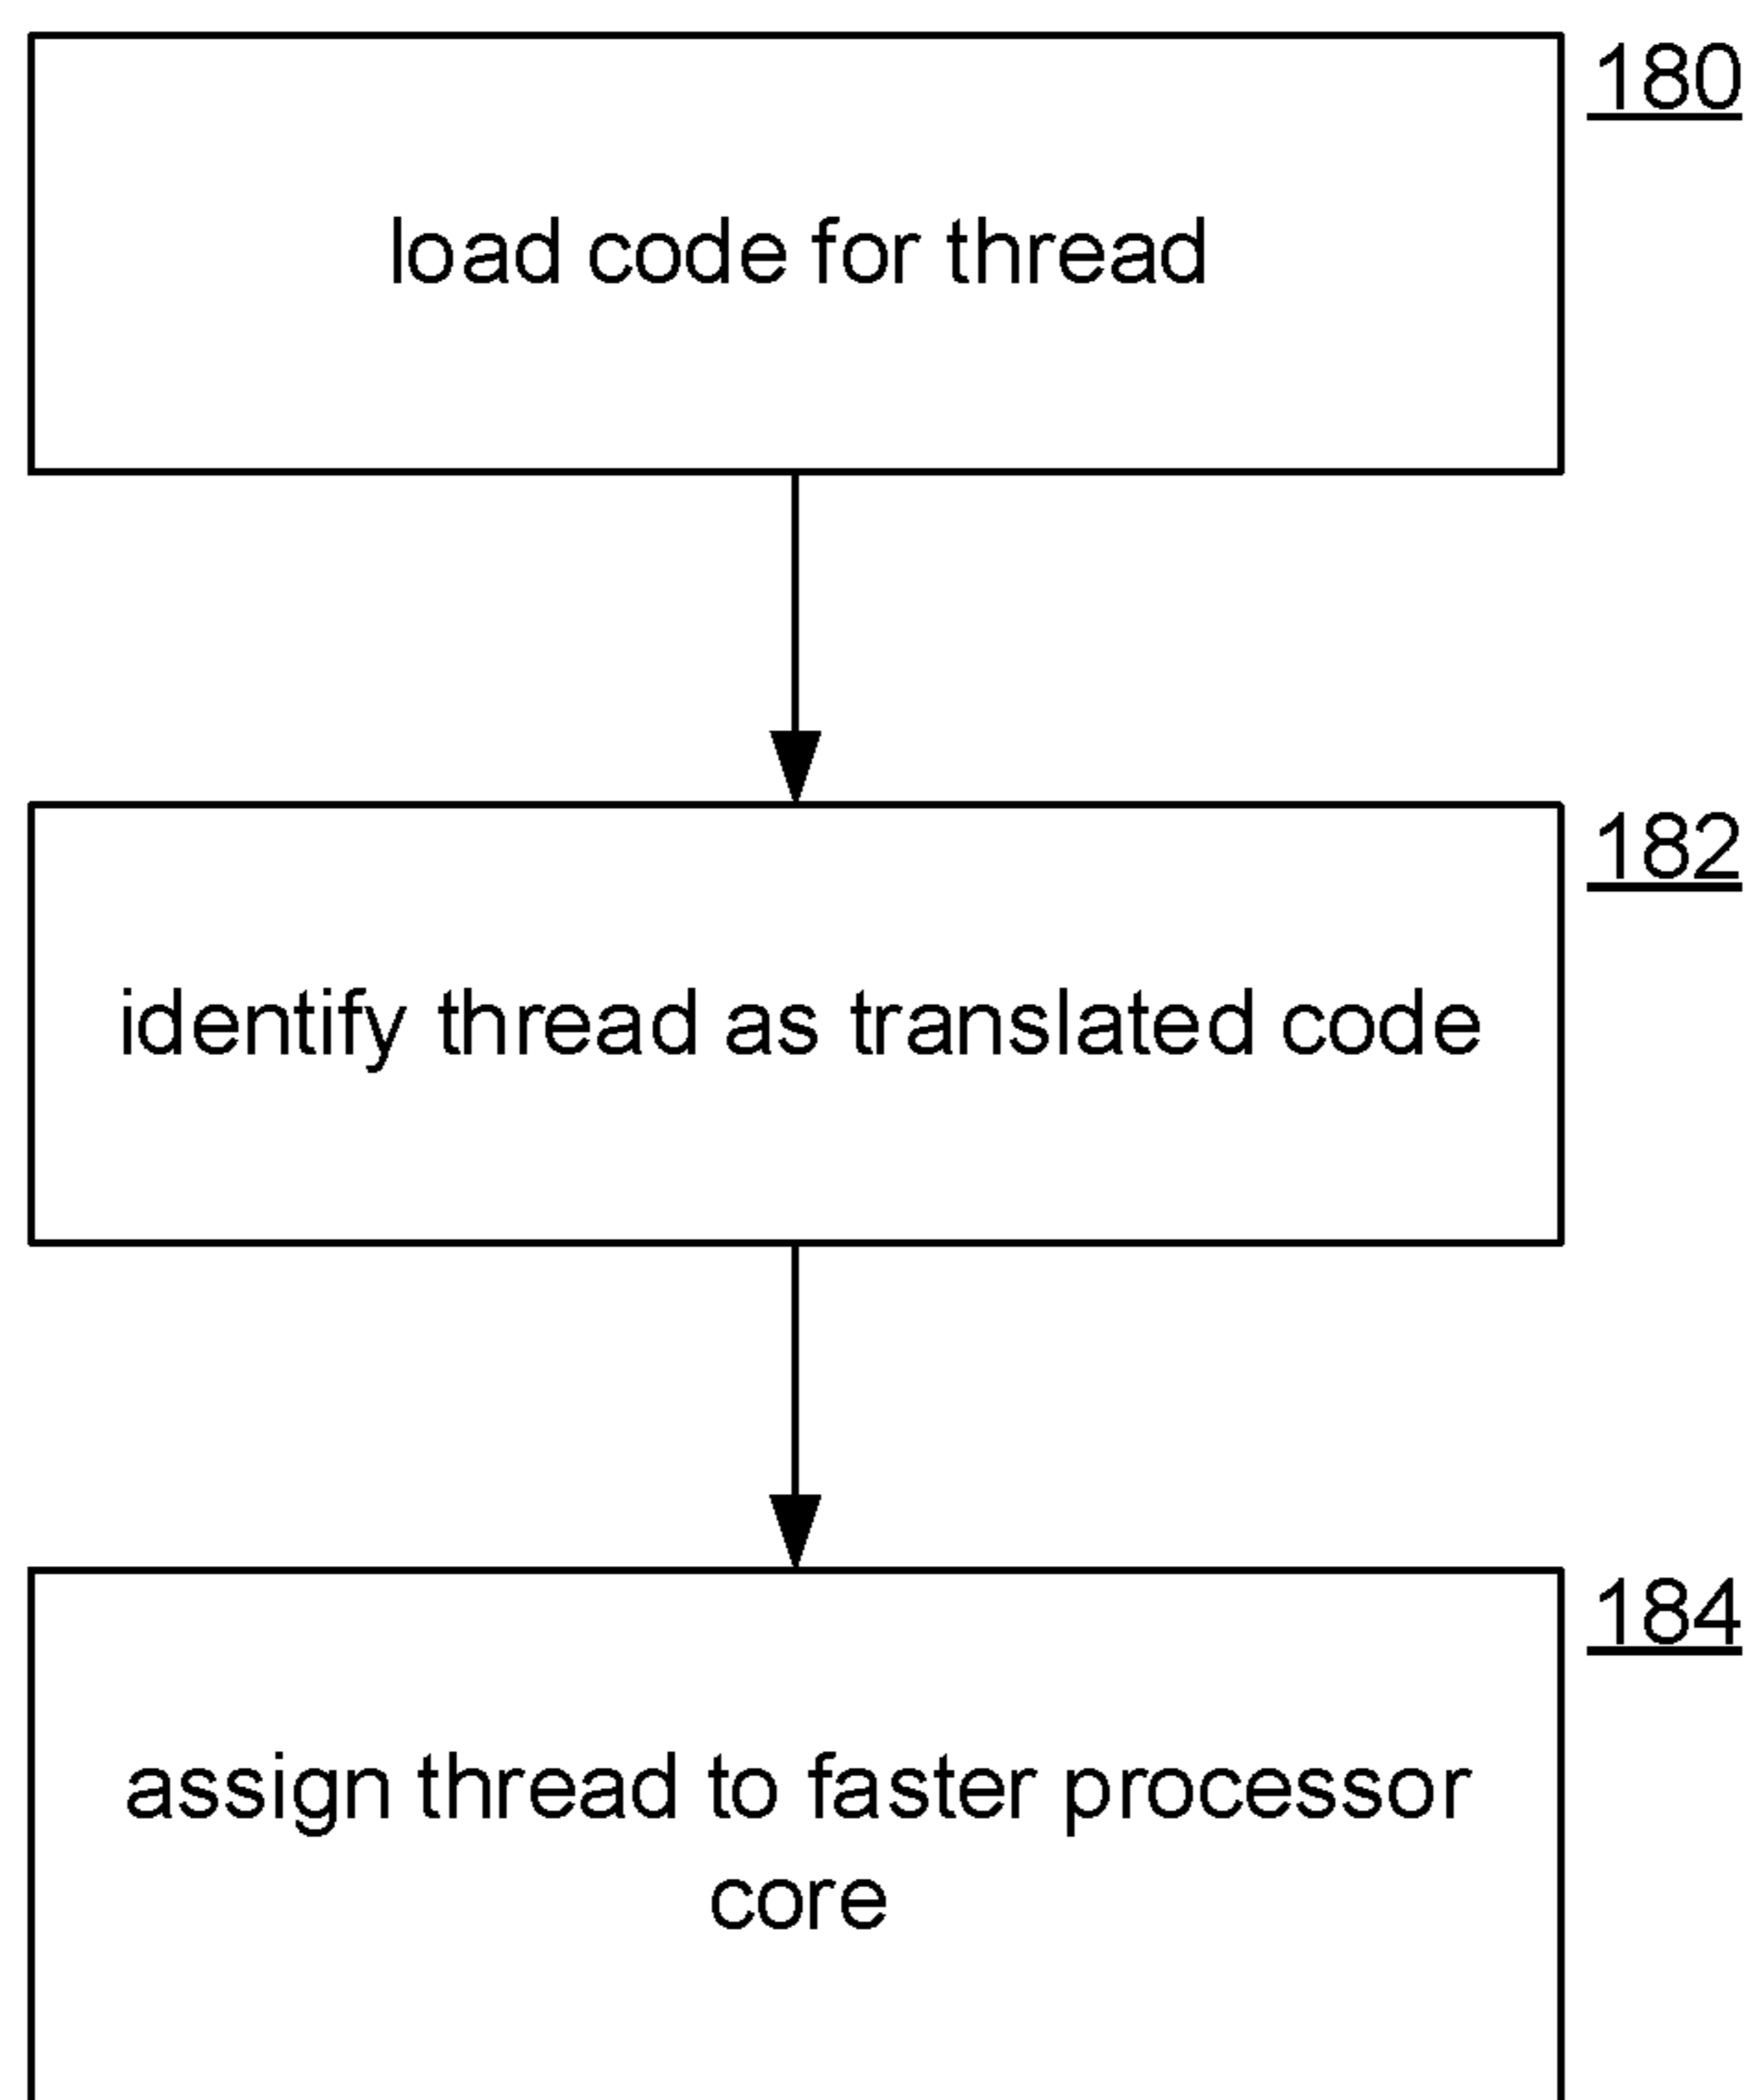 180
load code for thread
182
identify thread as translated code
184
assign thread to faster processor
core